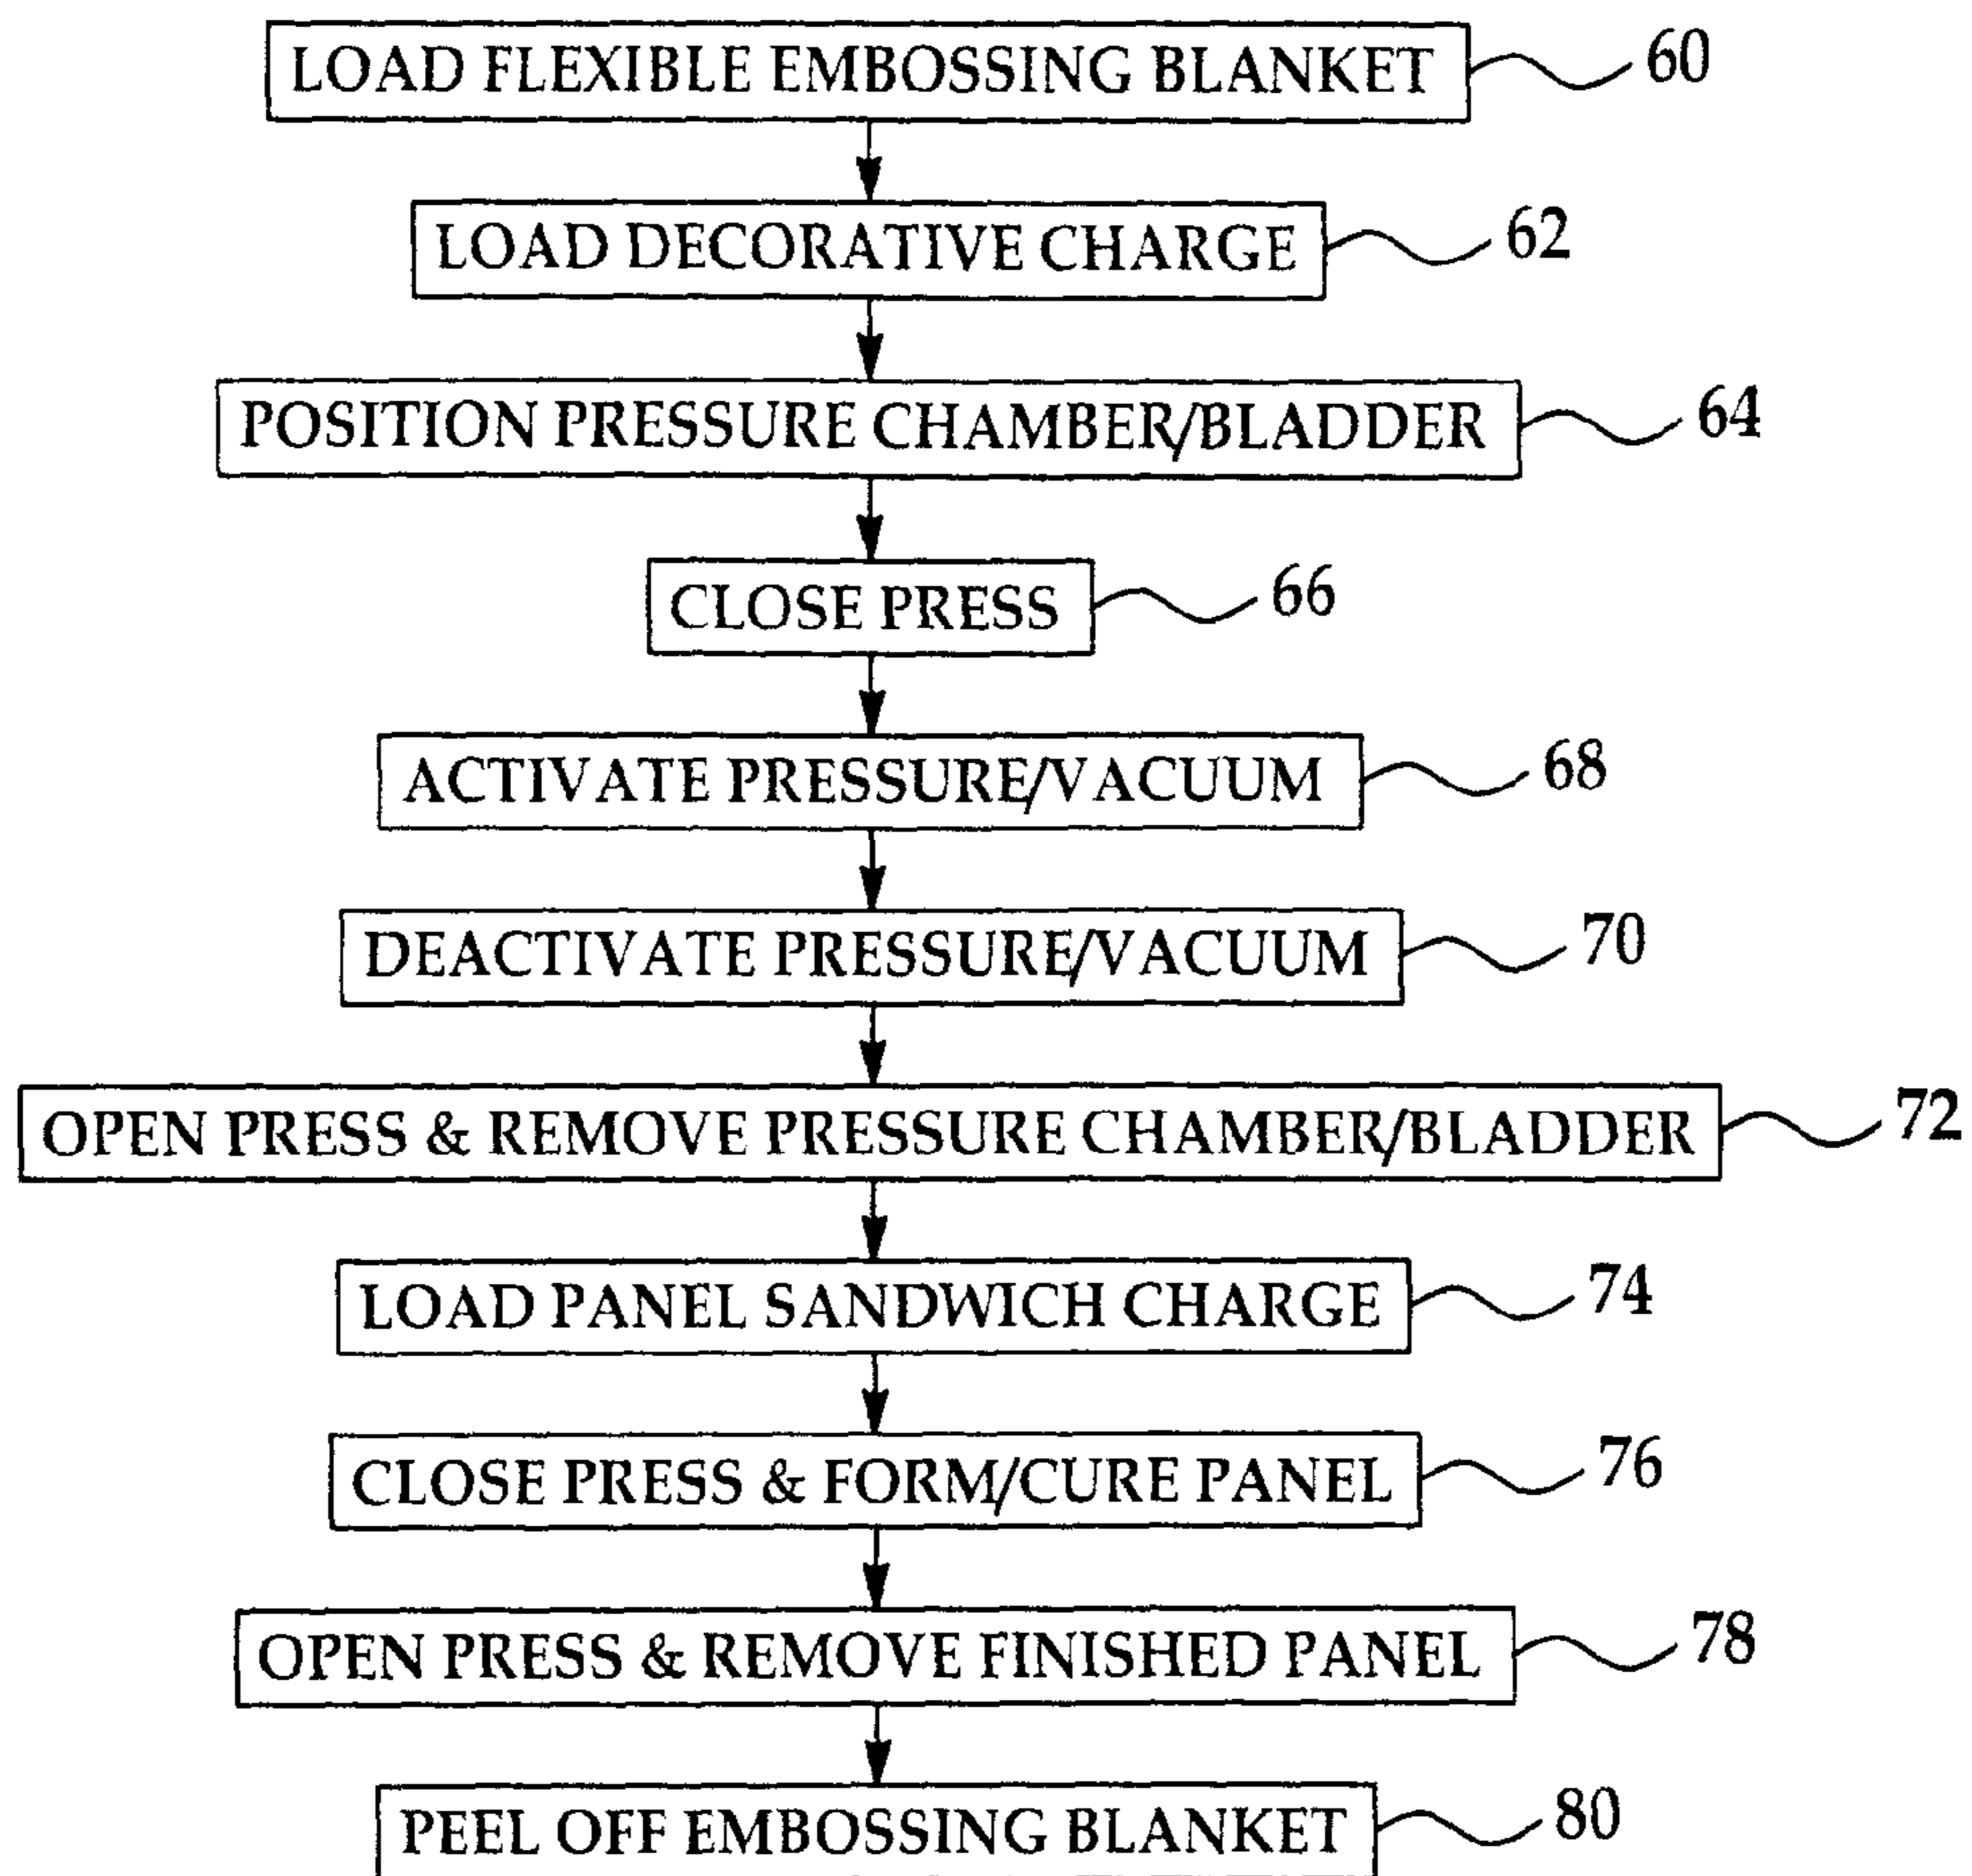 LOAD FLEXIBLE EMBOSSING BLANKET 60
LOAD DECORATIVE CHARGE 62
POSITION PRESSURE CHAMBER/BLADDER 64
CLOSE PRESS 66
ACTIVATE PRESSURE/VACUUM 68
DEACTIVATE PRESSURE/VACUUM 70
OPEN PRESS & REMOVE PRESSURE CHAMBER/BLADDER 72
LOAD PANEL SANDWICH CHARGE 74
CLOSE PRESS & FORM/CURE PANEL 76
OPEN PRESS & REMOVE FINISHED PANEL 78
PEEL OFF EMBOSSING BLANKET 80